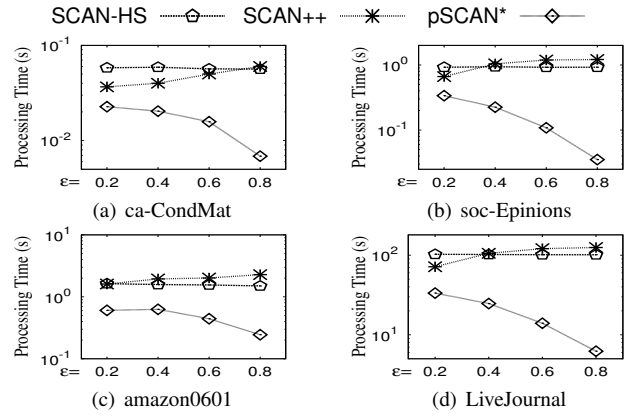 SCAN-HS SCAN++ pSCAN*
Processing Time (s)
10^-1
10^-2
ε= 0.2 0.4 0.6 0.8
(a) ca-CondMat
Processing Time (s)
10^0
10^-1
ε= 0.2 0.4 0.6 0.8
(b) soc-Epinions
Processing Time (s)
10^1
10^0
10^-1
ε= 0.2 0.4 0.6 0.8
(c) amazon0601
Processing Time (s)
10^2
10^1
ε= 0.2 0.4 0.6 0.8
(d) LiveJournal